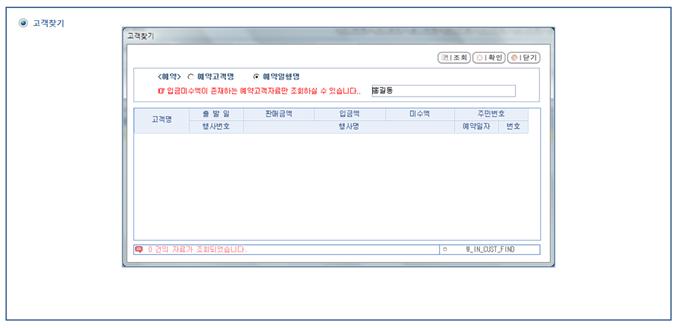 고객찾기
고객찾기
조회 확인 닫기
<예약> 예약고객명 예약일행명
입금미수액이 존재하는 예약고객자료만 조회하실 수 있습니다..
고객명 출 발 일 판매금액 입금액 미수액 주민번호
행사번호 행사명 예약일자 번호
0 건의 자료가 조회되었습니다.
W_IN_CUST_FIND